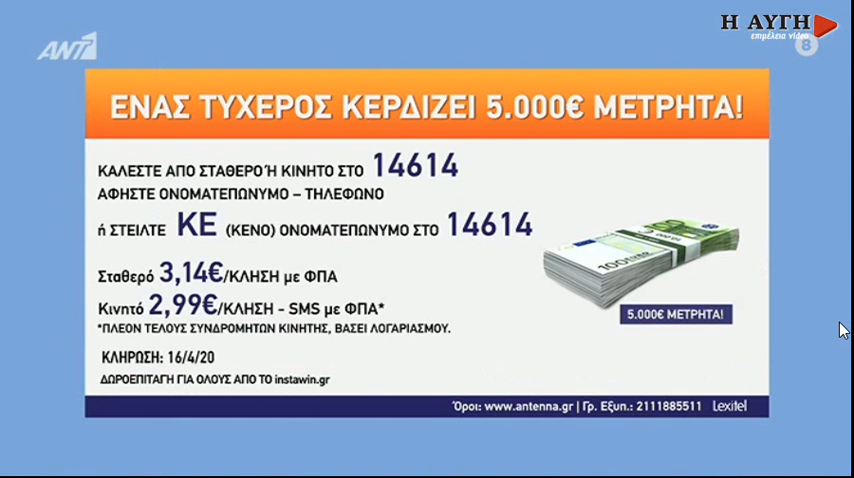 ANT1
Η ΑΥΓΗ
επιμέλεια video
8
ΕΝΑΣ ΤΥΧΕΡΟΣ ΚΕΡΔΙΖΕΙ 5.000€ ΜΕΤΡΗΤΑ!
ΚΑΛΕΣΤΕ ΑΠΟ ΣΤΑΘΕΡΟ Ή ΚΙΝΗΤΟ ΣΤΟ 14614
ΑΦΗΣΤΕ ΟΝΟΜΑΤΕΠΩΝΥΜΟ – ΤΗΛΕΦΩΝΟ
ή ΣΤΕΙΛΤΕ ΚΕ (ΚΕΝΟ) ΟΝΟΜΑΤΕΠΩΝΥΜΟ ΣΤΟ 14614
Σταθερό 3,14€/ΚΛΗΣΗ με ΦΠΑ
Κινητό 2,99€/ΚΛΗΣΗ - SMS με ΦΠΑ*
*ΠΛΕΟΝ ΤΕΛΟΥΣ ΣΥΝΔΡΟΜΗΤΩΝ ΚΙΝΗΤΗΣ, ΒΑΣΕΙ ΛΟΓΑΡΙΑΣΜΟΥ.
5.000€ ΜΕΤΡΗΤΑ!
ΚΛΗΡΩΣΗ: 16/4/20
ΔΩΡΟΕΠΙΤΑΓΗ ΓΙΑ ΟΛΟΥΣ ΑΠΟ ΤΟ instawin.gr
Όροι: www.antenna.gr | Γρ. Εξυπ.: 2111885511 Lexitel